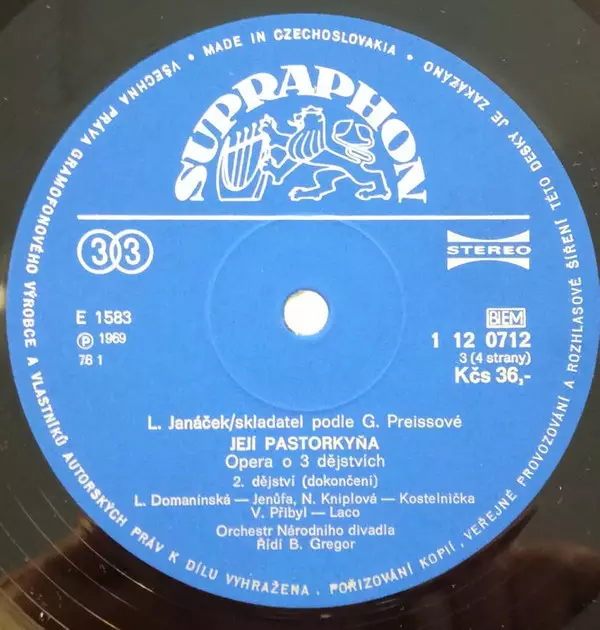 VŠECHNA PRÁVA GRAMOFONOVÉHO VÝROBCE A VLASTNÍKŮ AUTORSKÝCH PRÁV K DÍLU VYHRAŽENA. POŘIZOVÁNÍ KOPIÍ, VEŘEJNÉ PROVOZOVÁNÍ A ROZHLASOVÉ ŠÍŘENÍ TÉTO DESKY JE ZAKÁZÁNO
• MADE IN CZECHOSLOVAKIA •
SUPRAPHON
33
STEREO
E 1583
Ⓟ 1969
78 1
BIEM
1 12 0712
3 (4 strany)
Kčs 36,-
L. Janáček/skladatel podle G. Preissové
JEJÍ PASTORKYŇA
Opera o 3 dějstvích
2. dějství (dokončení)
L. Domanínská — Jenůfa, N. Kniplová — Kostelnička
V. Přibyl — Laco
Orchestr Národního divadla
Řídí B. Gregor